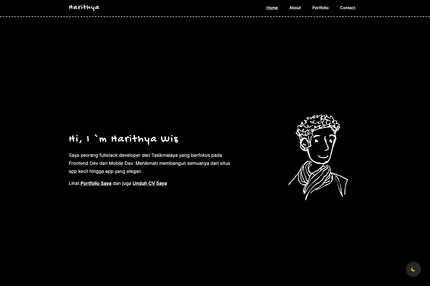 Harithya
Home About Portfolio Contact
Hi, I `m Harithya Wis
Saya seorang fullstack developer dari Tasikmalaya yang berfokus pada
Frontend Dev dan Mobile Dev. Menikmati membangun semuanya dari situs
app kecil hingga app yang elegan.
Lihat Portfolio Saya dan juga Unduh CV Saya